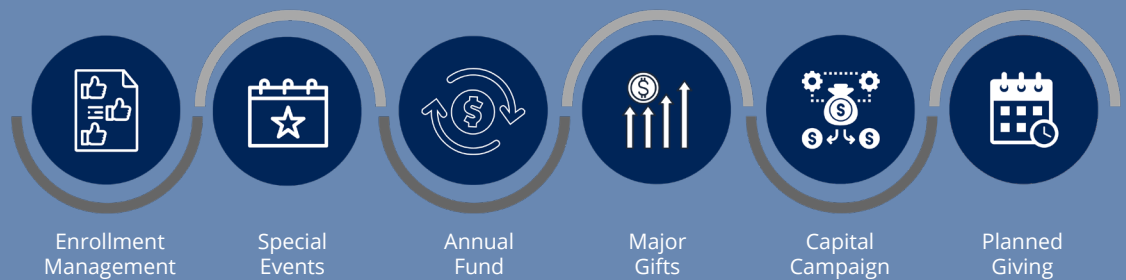 Enrollment
Management
Special
Events
Annual
Fund
Major
Gifts
Capital
Campaign
Planned
Giving